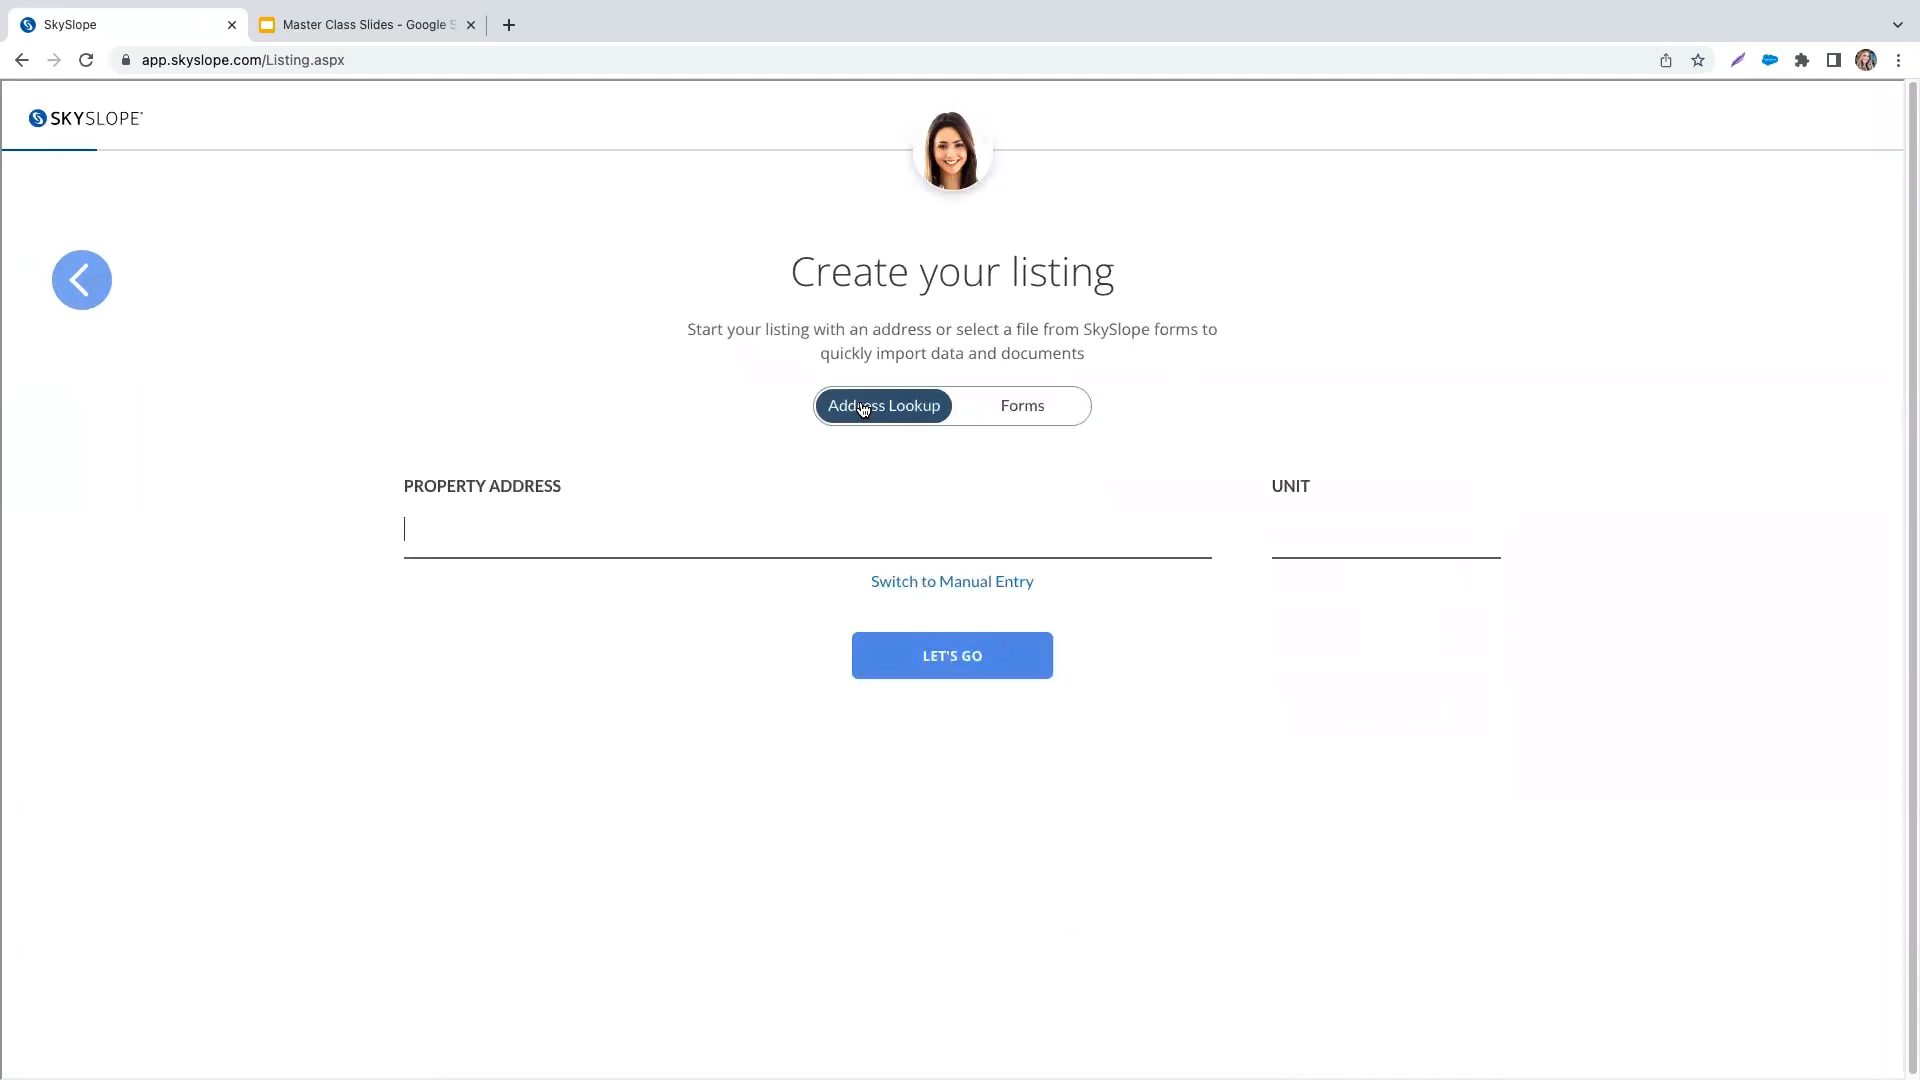 SkySlope
Master Class Slides - Google S
app.skyslope.com/Listing.aspx
SKYSLOPE
Create your listing
Start your listing with an address or select a file from SkySlope forms to
quickly import data and documents
Address Lookup
Forms
PROPERTY ADDRESS
UNIT
Switch to Manual Entry
LET'S GO